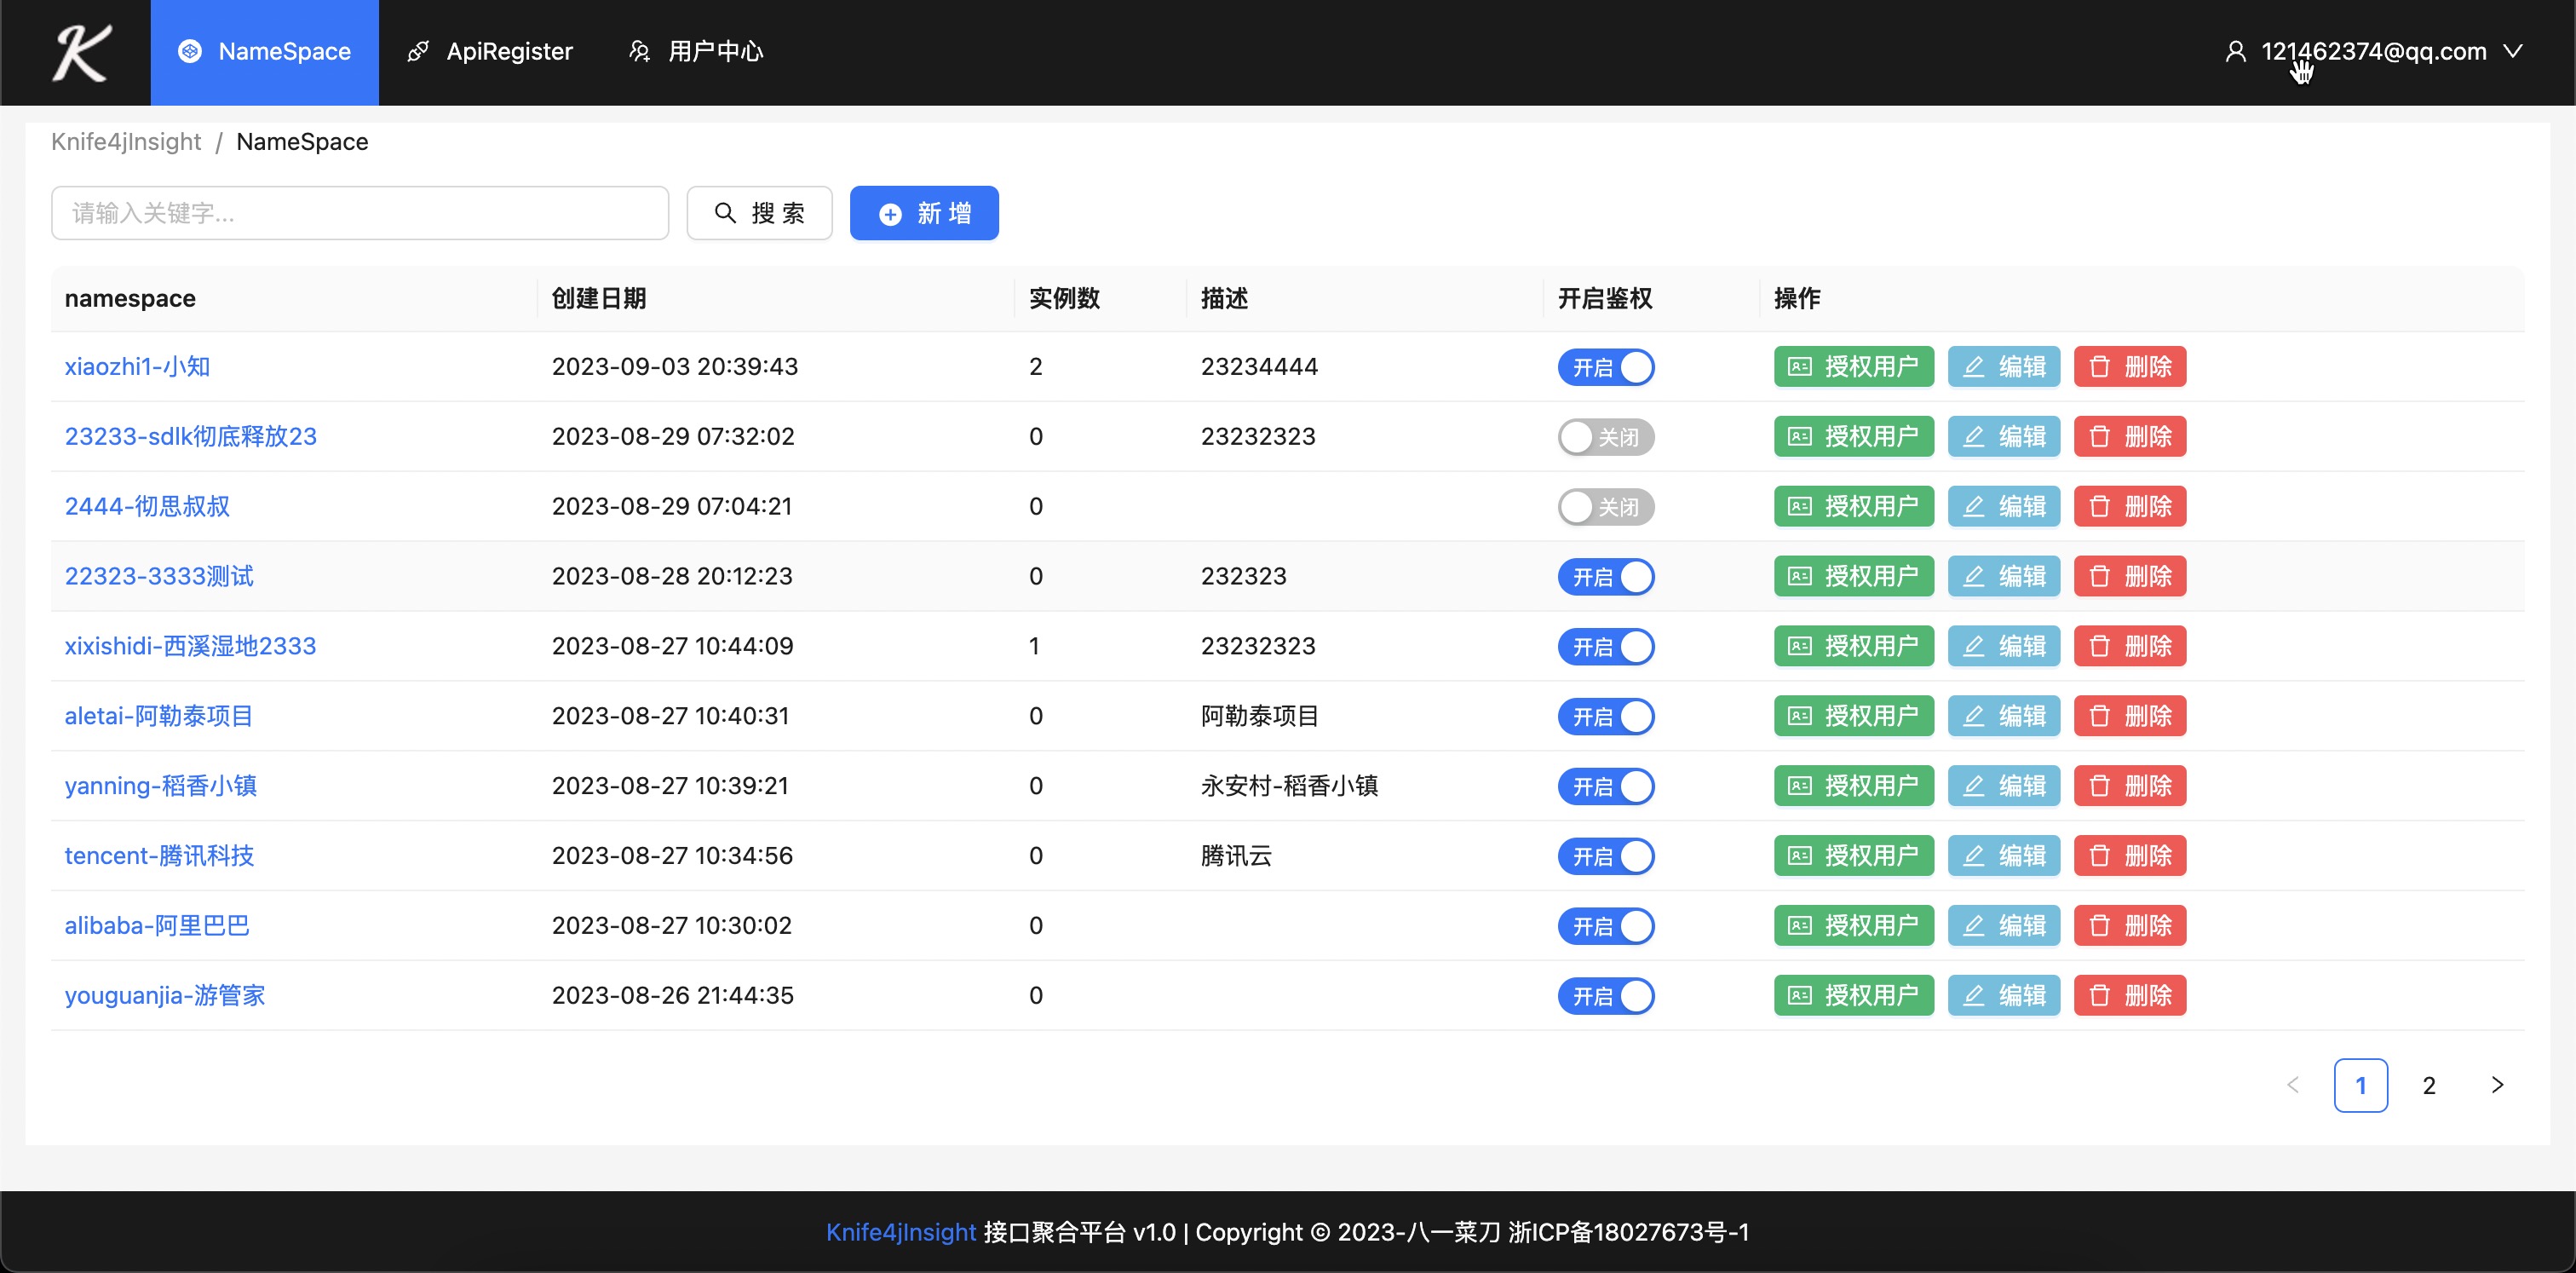 K NameSpace ApiRegister 用户中心 121462374@qq.com
Knife4jInsight / NameSpace
请输入关键字... 搜 索 新 增
namespace 创建日期 实例数 描述 开启鉴权 操作
xiaozhi1-小知 2023-09-03 20:39:43 2 23234444 开启 授权用户 编辑 删除
23233-sdlk彻底释放23 2023-08-29 07:32:02 0 23232323 关闭 授权用户 编辑 删除
2444-彻思叔叔 2023-08-29 07:04:21 0 关闭 授权用户 编辑 删除
22323-3333测试 2023-08-28 20:12:23 0 232323 开启 授权用户 编辑 删除
xixishidi-西溪湿地2333 2023-08-27 10:44:09 1 23232323 开启 授权用户 编辑 删除
aletai-阿勒泰项目 2023-08-27 10:40:31 0 阿勒泰项目 开启 授权用户 编辑 删除
yanning-稻香小镇 2023-08-27 10:39:21 0 永安村-稻香小镇 开启 授权用户 编辑 删除
tencent-腾讯科技 2023-08-27 10:34:56 0 腾讯云 开启 授权用户 编辑 删除
alibaba-阿里巴巴 2023-08-27 10:30:02 0 开启 授权用户 编辑 删除
youguanjia-游管家 2023-08-26 21:44:35 0 开启 授权用户 编辑 删除
1 2
Knife4jInsight 接口聚合平台 v1.0 | Copyright © 2023-八一菜刀 浙ICP备18027673号-1